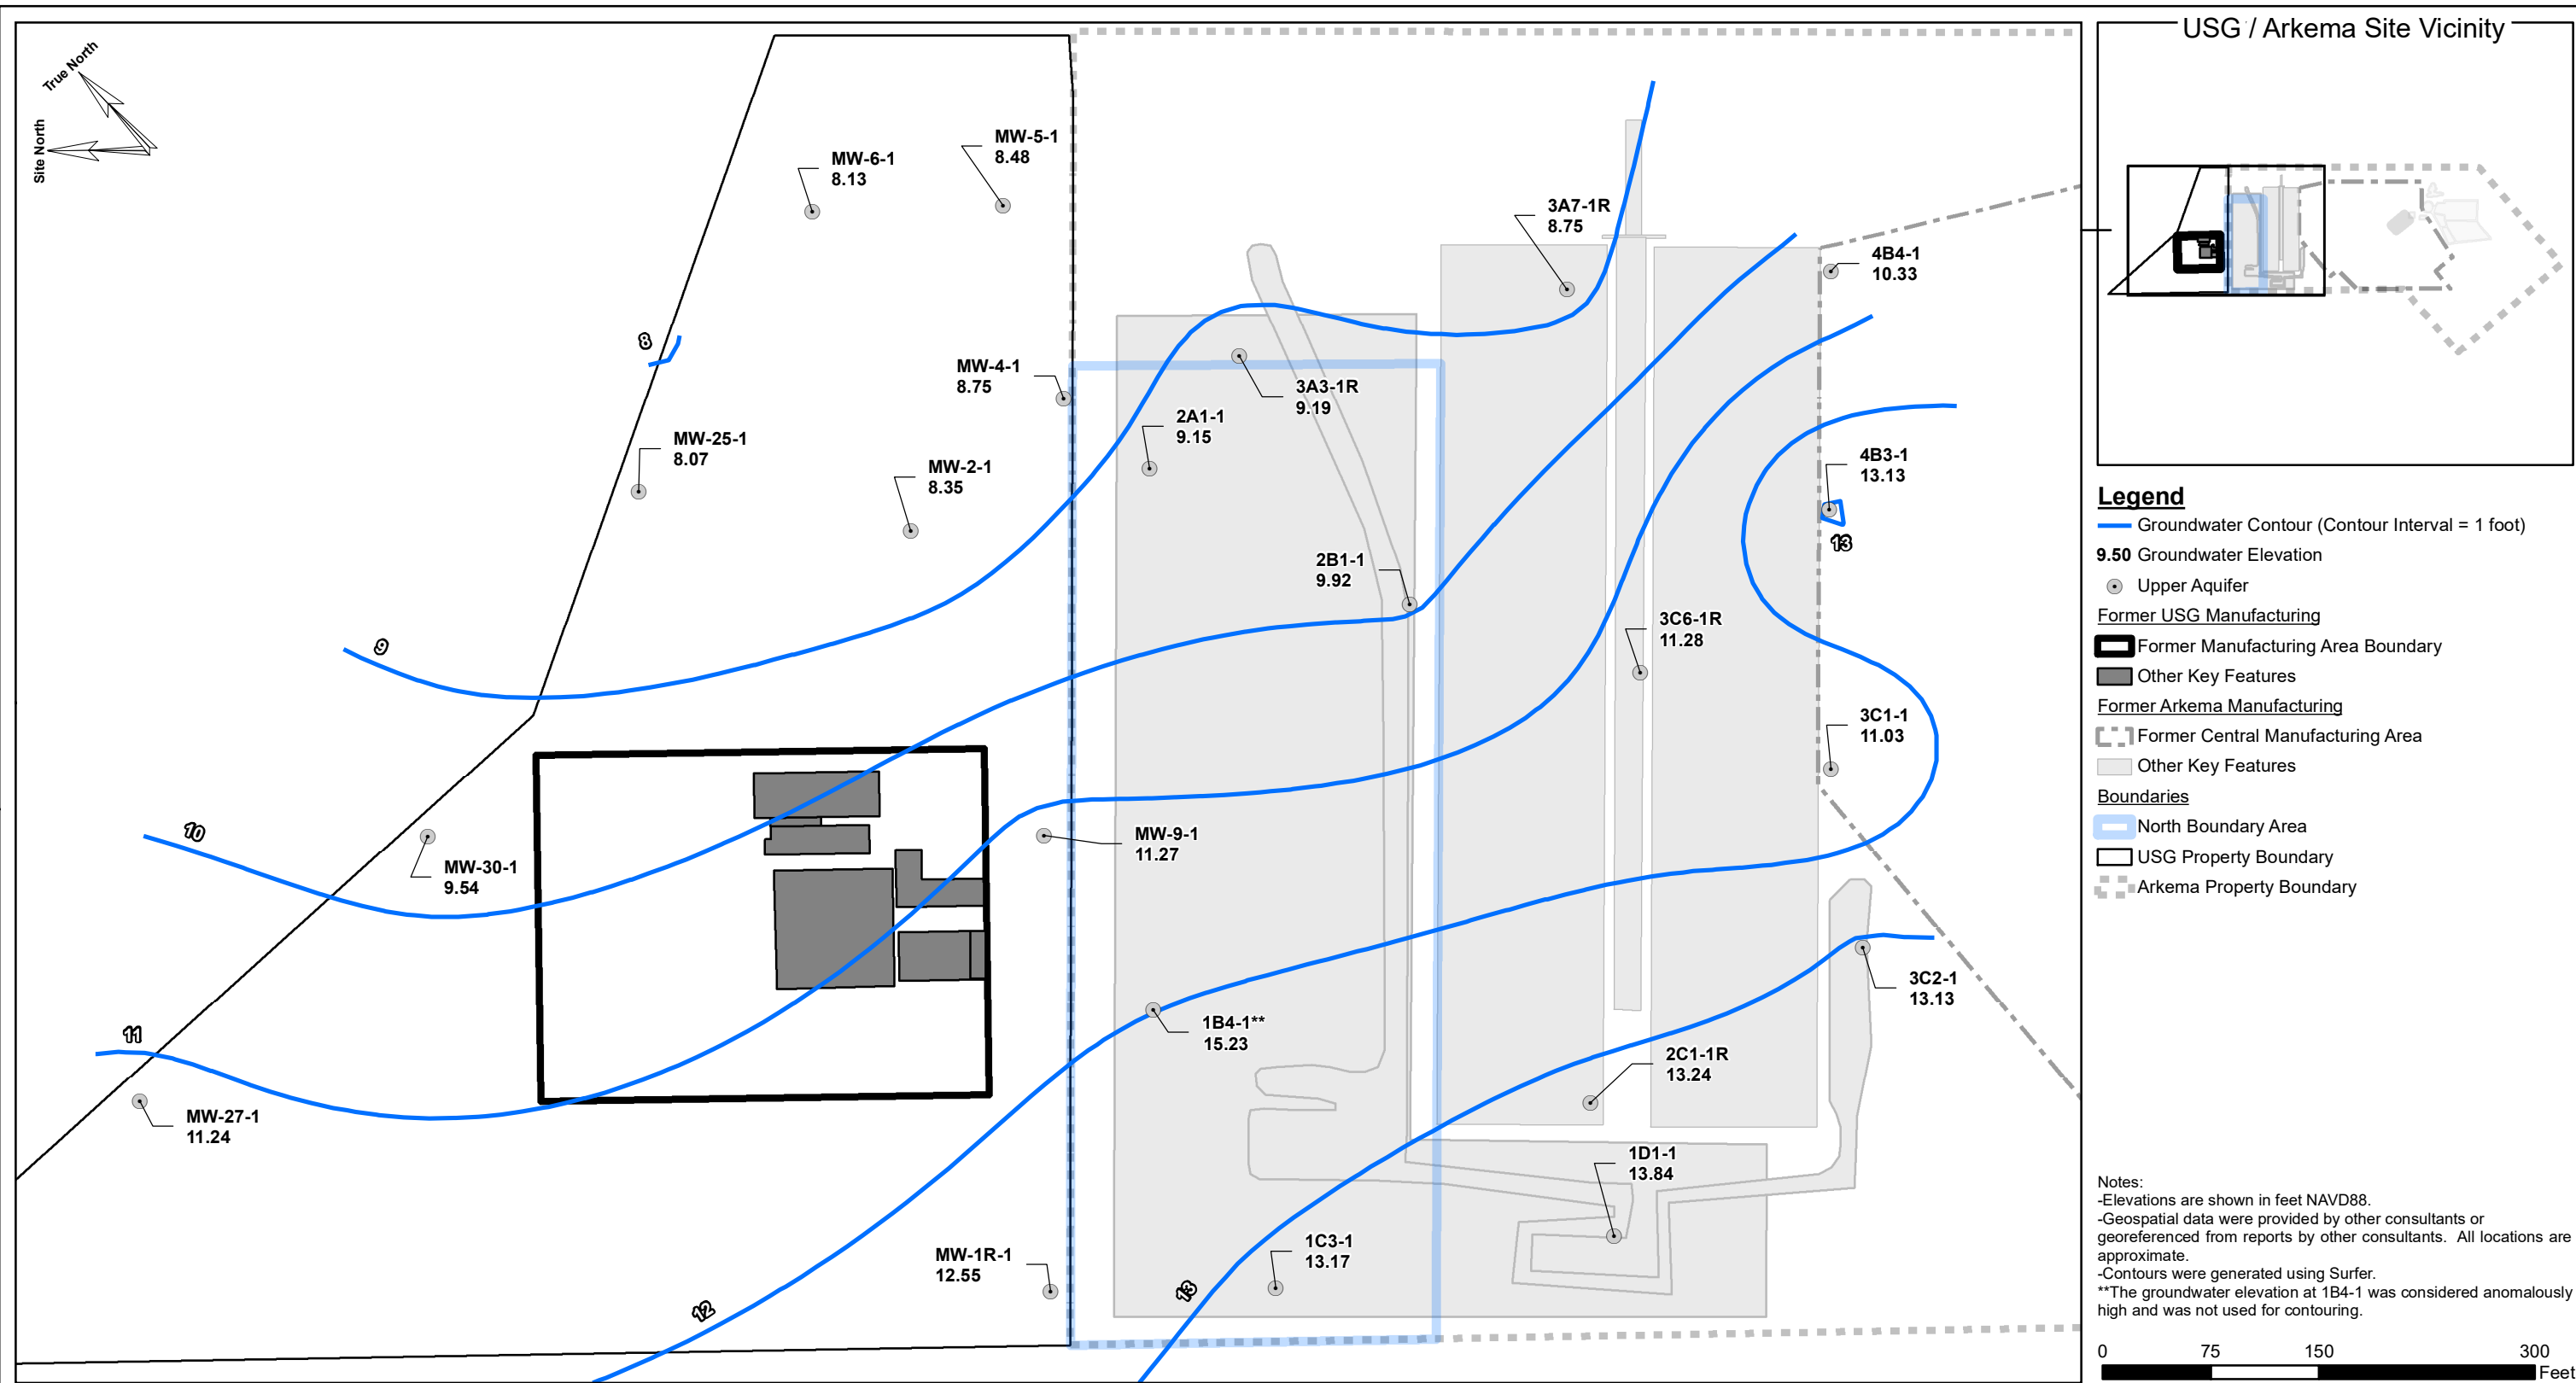 USG / Arkema Site Vicinity
True North
Site North
MW-5-1
8.48
MW-6-1
8.13
3A7-1R
8.75
4B4-1
10.33
8
MW-4-1
8.75
3A3-1R
9.19
2A1-1
9.15
MW-25-1
8.07
MW-2-1
8.35
4B3-1
13.13
13
2B1-1
9.92
9
3C6-1R
11.28
3C1-1
11.03
10
MW-30-1
9.54
MW-9-1
11.27
3C2-1
13.13
11
MW-27-1
11.24
1B4-1**
15.23
2C1-1R
13.24
1D1-1
13.84
MW-1R-1
12.55
1C3-1
13.17
12
13
Legend
Groundwater Contour (Contour Interval = 1 foot)
9.50 Groundwater Elevation
Upper Aquifer
Former USG Manufacturing
Former Manufacturing Area Boundary
Other Key Features
Former Arkema Manufacturing
Former Central Manufacturing Area
Other Key Features
Boundaries
North Boundary Area
USG Property Boundary
Arkema Property Boundary
Notes:
-Elevations are shown in feet NAVD88.
-Geospatial data were provided by other consultants or
georeferenced from reports by other consultants. All locations are
approximate.
-Contours were generated using Surfer.
**The groundwater elevation at 1B4-1 was considered anomalously
high and was not used for contouring.
0 75 150 300
Feet